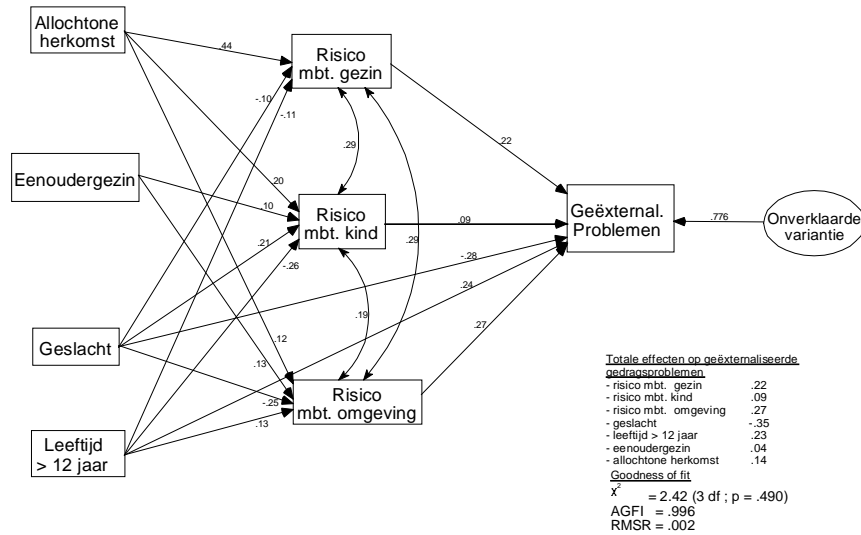 Allochtone
herkomst
Risico
mbt. gezin
.44
-.10
-.11
.29
.22
Eenoudergezin
.20
.10
Risico
mbt. kind
.09
Geëxternal.
Problemen
.776
Onverklaarde
variantie
.21
-.26
.29
-.28
.24
.19
.27
Geslacht
.12
.13
Risico
mbt. omgeving
-.25
.13
Leeftijd
> 12 jaar
Totale effecten op geëxternaliseerde
gedragsproblemen
- risico mbt. gezin .22
- risico mbt. kind .09
- risico mbt. omgeving .27
- geslacht -.35
- leeftijd > 12 jaar .23
- eenoudergezin .04
- allochtone herkomst .14
Goodness of fit
χ² = 2.42 (3 df ; p = .490)
AGFI = .996
RMSR = .002